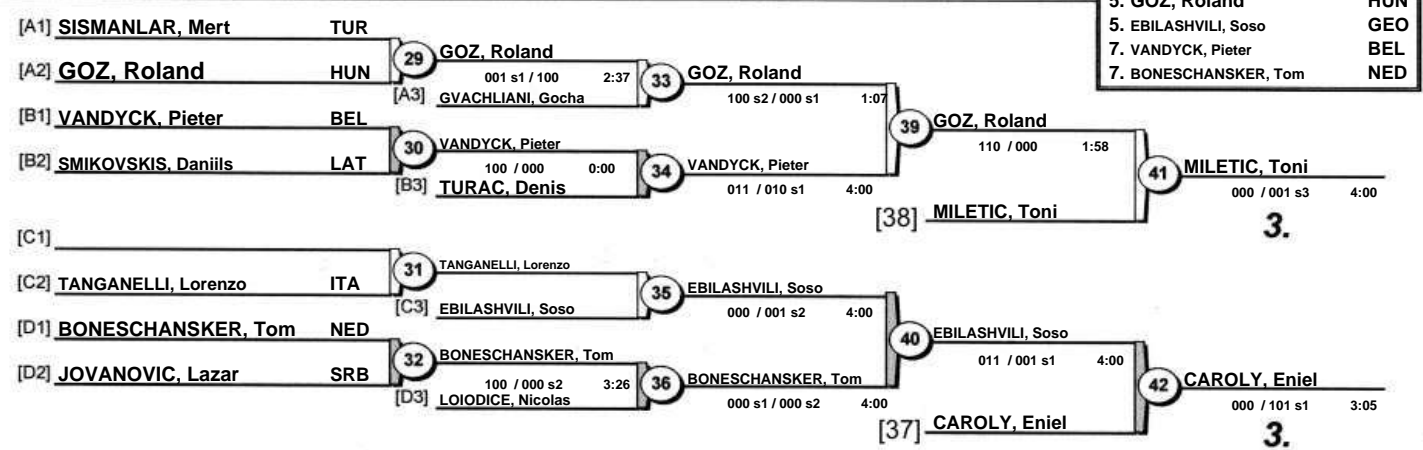 5. GOZ, Roland HUN
5. EBILASHVILI, Soso GEO
7. VANDYCK, Pieter BEL
7. BONESCHANSKER, Tom NED
[A1] SISMANLAR, Mert TUR
[A2] GOZ, Roland HUN
29
GOZ, Roland
001 s1 / 100 2:37
[A3] GVACHLIANI, Gocha
33
GOZ, Roland
100 s2 / 000 s1 1:07
[B1] VANDYCK, Pieter BEL
[B2] SMIKOVSKIS, Daniils LAT
30
VANDYCK, Pieter
100 / 000 0:00
[B3] TURAC, Denis
34
VANDYCK, Pieter
011 / 010 s1 4:00
39
GOZ, Roland
110 / 000 1:58
[38] MILETIC, Toni
41
MILETIC, Toni
000 / 001 s3 4:00
3.
[C1]
[C2] TANGANELLI, Lorenzo ITA
31
TANGANELLI, Lorenzo
[C3] EBILASHVILI, Soso
35
EBILASHVILI, Soso
000 / 001 s2 4:00
[D1] BONESCHANSKER, Tom NED
[D2] JOVANOVIC, Lazar SRB
32
BONESCHANSKER, Tom
100 / 000 s2 3:26
[D3] LOIODICE, Nicolas
36
BONESCHANSKER, Tom
000 s1 / 000 s2 4:00
40
EBILASHVILI, Soso
011 / 001 s1 4:00
[37] CAROLY, Eniel
42
CAROLY, Eniel
000 / 101 s1 3:05
3.